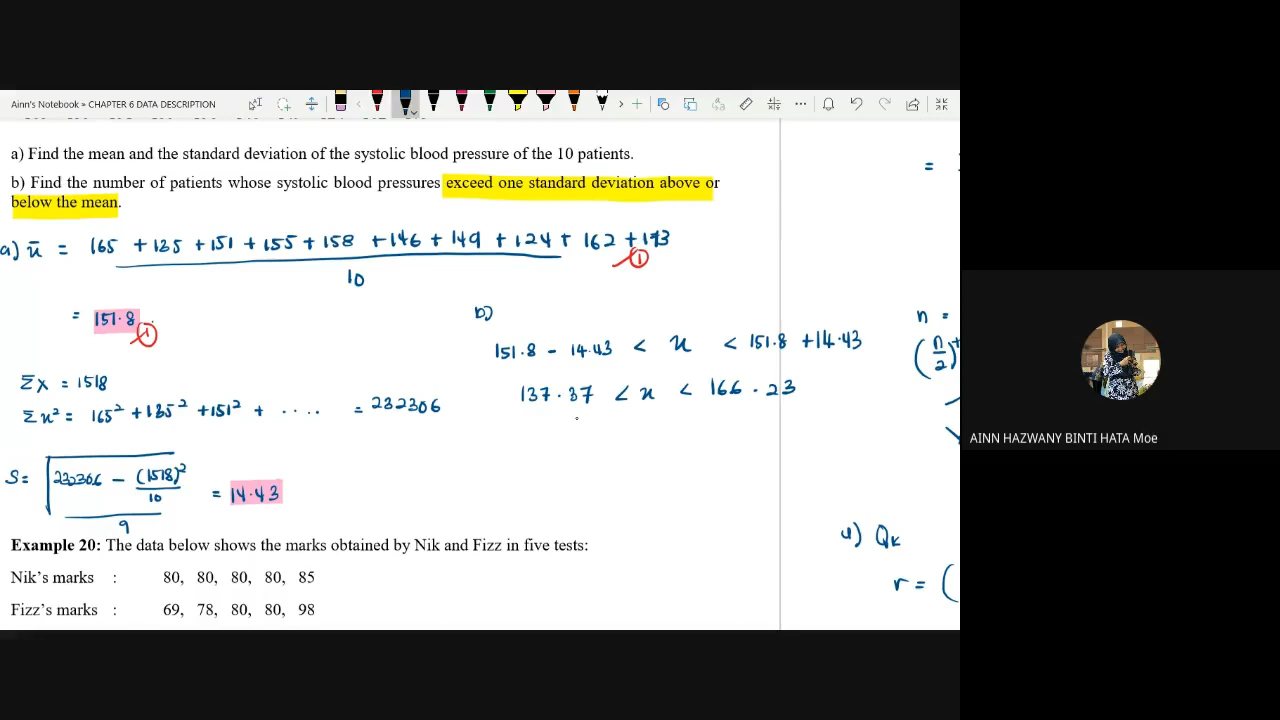 Ainn's Notebook » CHAPTER 6 DATA DESCRIPTION
a) Find the mean and the standard deviation of the systolic blood pressure of the 10 patients.
b) Find the number of patients whose systolic blood pressures exceed one standard deviation above or
below the mean.
a) x̄ = 165 + 135 + 151 + 155 + 158 + 146 + 149 + 124 + 162 + 173
10
①
= 151.8
①
Σx = 1518
Σx² = 165² + 135² + 151² + .... = 232306
S = √ 232306 − (1518)²
10
9
= 14.43
b)
151.8 − 14.43 < x < 151.8 + 14.43
137.37 < x < 166.23
Example 20: The data below shows the marks obtained by Nik and Fizz in five tests:
Nik's marks : 80, 80, 80, 80, 85
Fizz's marks : 69, 78, 80, 80, 98
=
n =
(n/2)
4) Qk
r = (
AINN HAZWANY BINTI HATA Moe